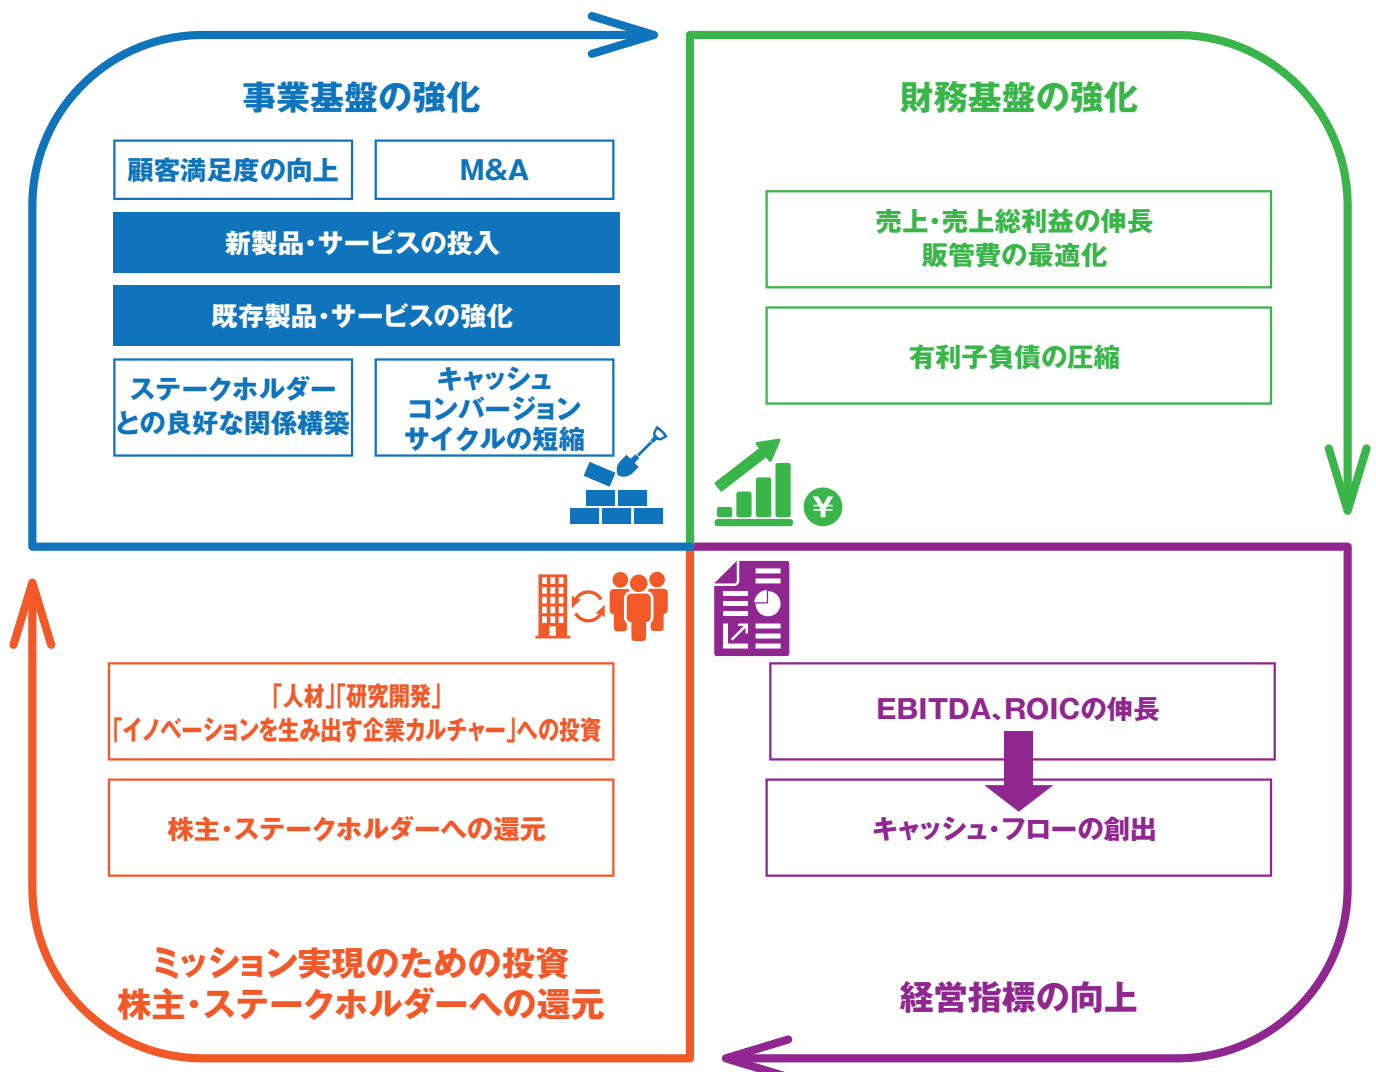 事業基盤の強化
顧客満足度の向上
M&A
新製品・サービスの投入
既存製品・サービスの強化
ステークホルダー
との良好な関係構築
キャッシュ
コンバージョン
サイクルの短縮
財務基盤の強化
売上・売上総利益の伸長
販管費の最適化
有利子負債の圧縮
¥
「人材」「研究開発」
「イノベーションを生み出す企業カルチャー」への投資
株主・ステークホルダーへの還元
ミッション実現のための投資
株主・ステークホルダーへの還元
EBITDA、ROICの伸長
キャッシュ・フローの創出
経営指標の向上